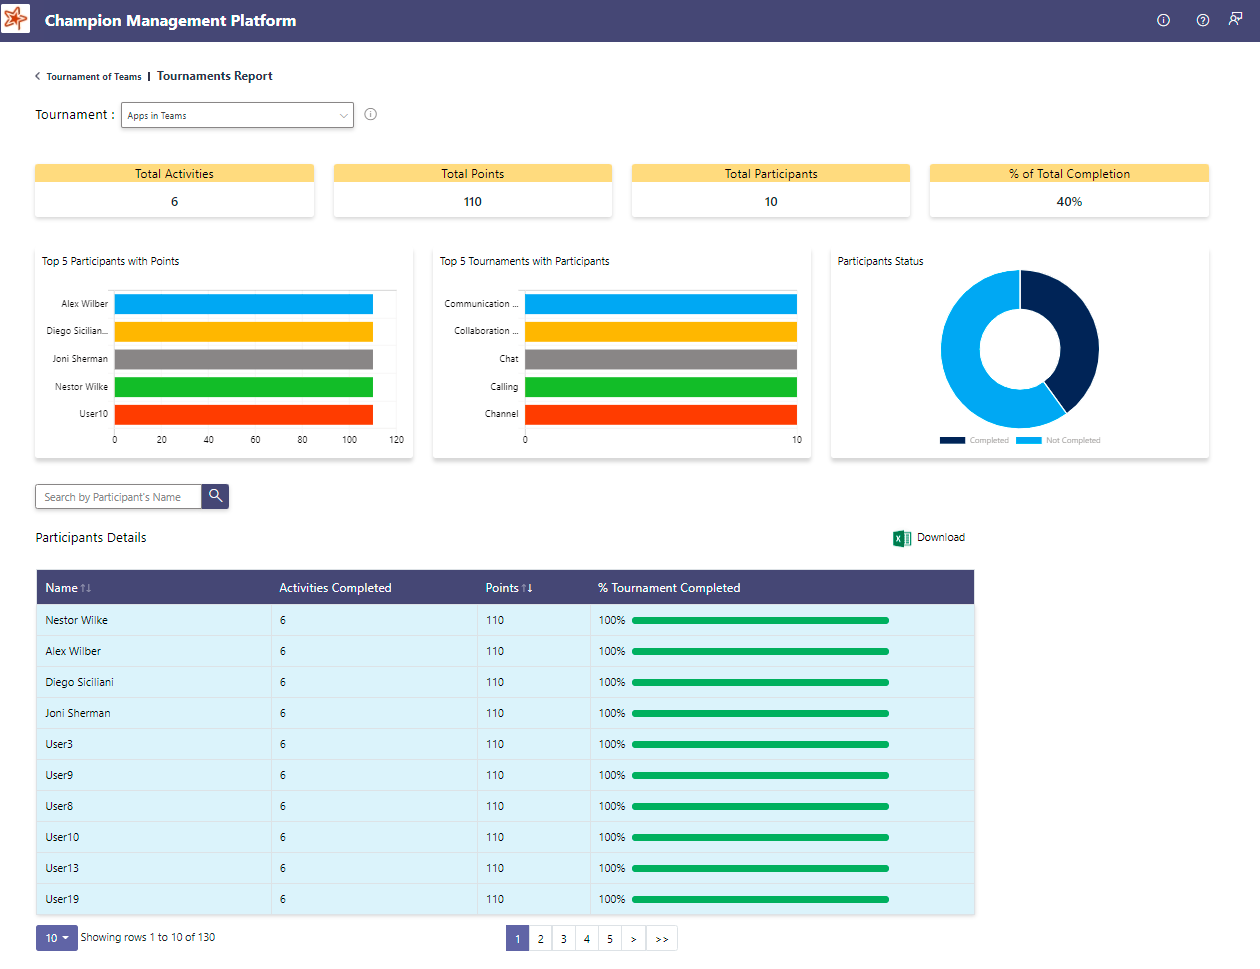 Champion Management Platform
Tournament of Teams | Tournaments Report
Tournament : Apps in Teams
Total Activities
6
Total Points
110
Total Participants
10
% of Total Completion
40%
Top 5 Participants with Points
Alex Wilber
Diego Sicilian...
Joni Sherman
Nestor Wilke
User10
0 20 40 60 80 100 120
Top 5 Tournaments with Participants
Communication ...
Collaboration ...
Chat
Calling
Channel
0 10
Participants Status
Completed Not Completed
Search by Participant's Name
Participants Details
Download
Name Activities Completed Points % Tournament Completed
Nestor Wilke 6 110 100%
Alex Wilber 6 110 100%
Diego Siciliani 6 110 100%
Joni Sherman 6 110 100%
User3 6 110 100%
User9 6 110 100%
User8 6 110 100%
User10 6 110 100%
User13 6 110 100%
User19 6 110 100%
10 Showing rows 1 to 10 of 130
1 2 3 4 5 > >>